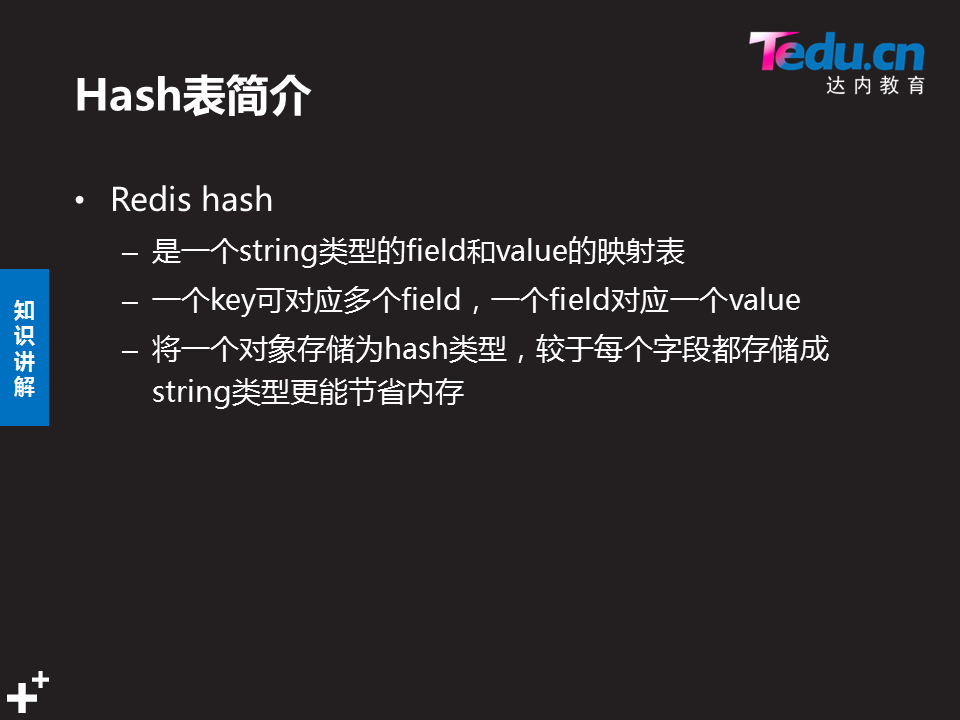 Tedu.cn
达内教育
Hash表简介
• Redis hash
– 是一个string类型的field和value的映射表
– 一个key可对应多个field，一个field对应一个value
– 将一个对象存储为hash类型，较于每个字段都存储成
string类型更能节省内存
知
识
讲
解